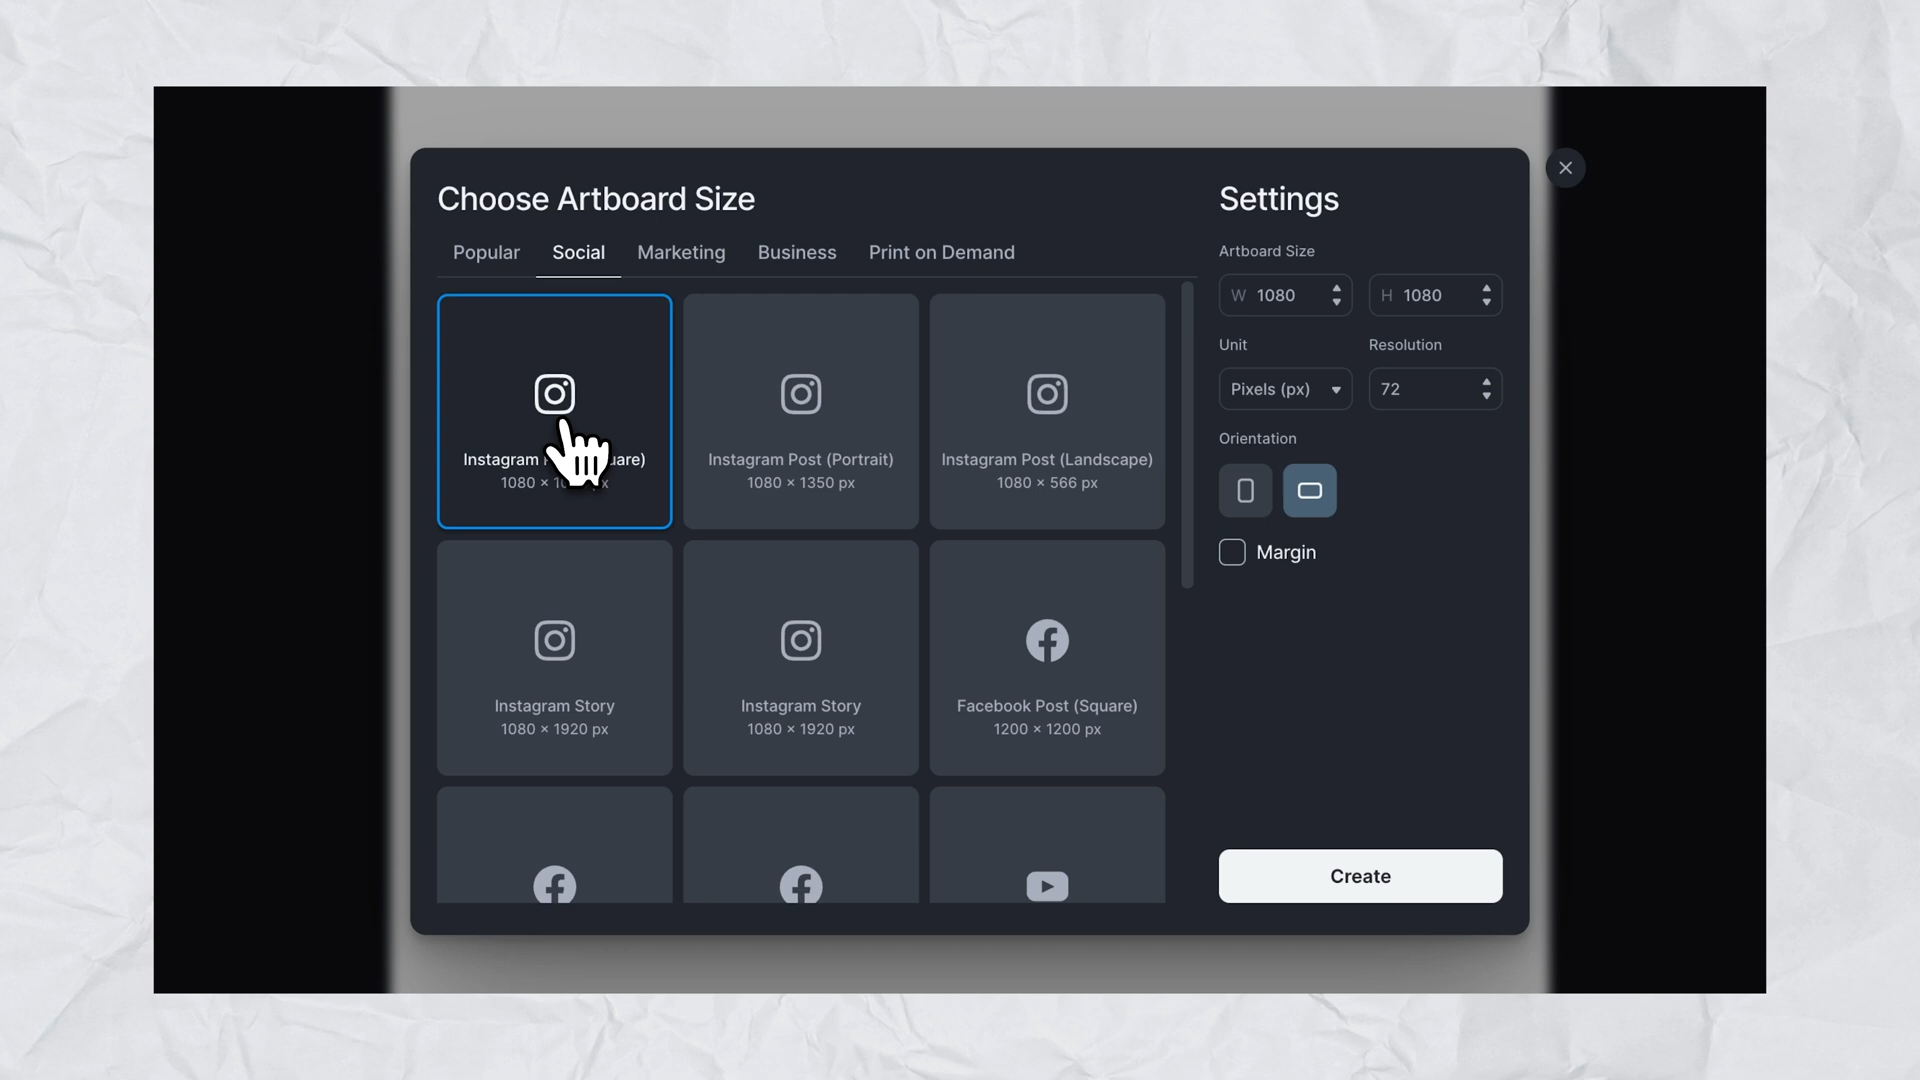 Choose Artboard Size
Popular Social Marketing Business Print on Demand
Instagram
1080 ×
Instagram Post (Portrait)
1080 × 1350 px
Instagram Post (Landscape)
1080 × 566 px
Instagram Story
1080 × 1920 px
Instagram Story
1080 × 1920 px
Facebook Post (Square)
1200 × 1200 px
Settings
Artboard Size
W 1080
H 1080
Unit
Resolution
Pixels (px)
72
Orientation
Margin
Create